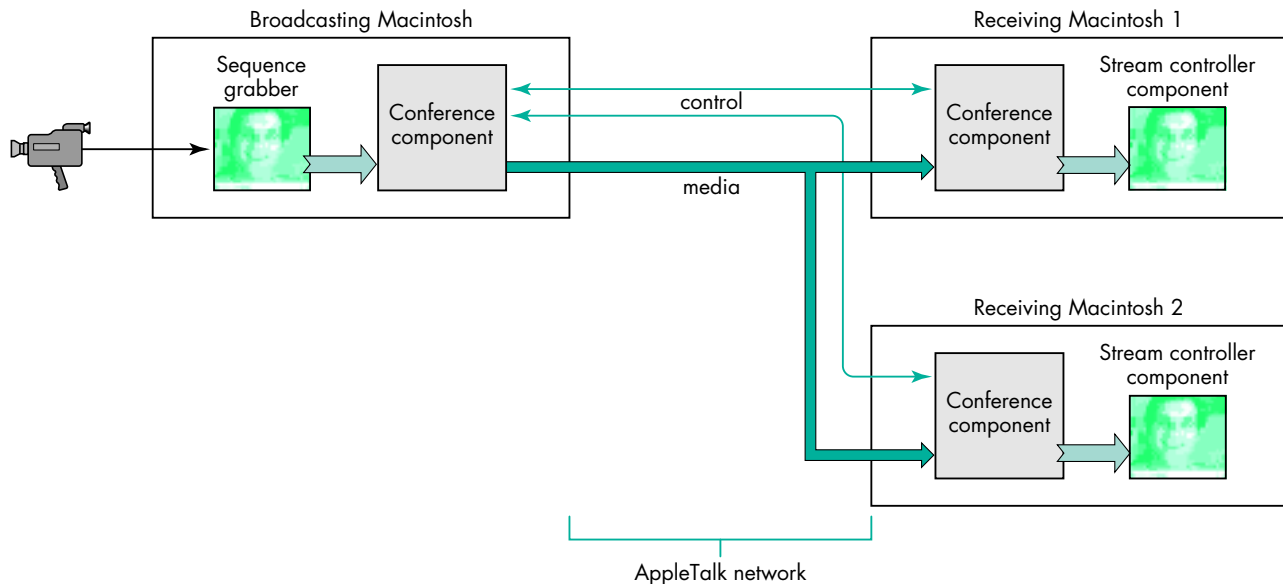 Broadcasting Macintosh
Receiving Macintosh 1
Sequence
grabber
Conference
component
control
media
Conference
component
Stream controller
component
Receiving Macintosh 2
Conference
component
Stream controller
component
AppleTalk network